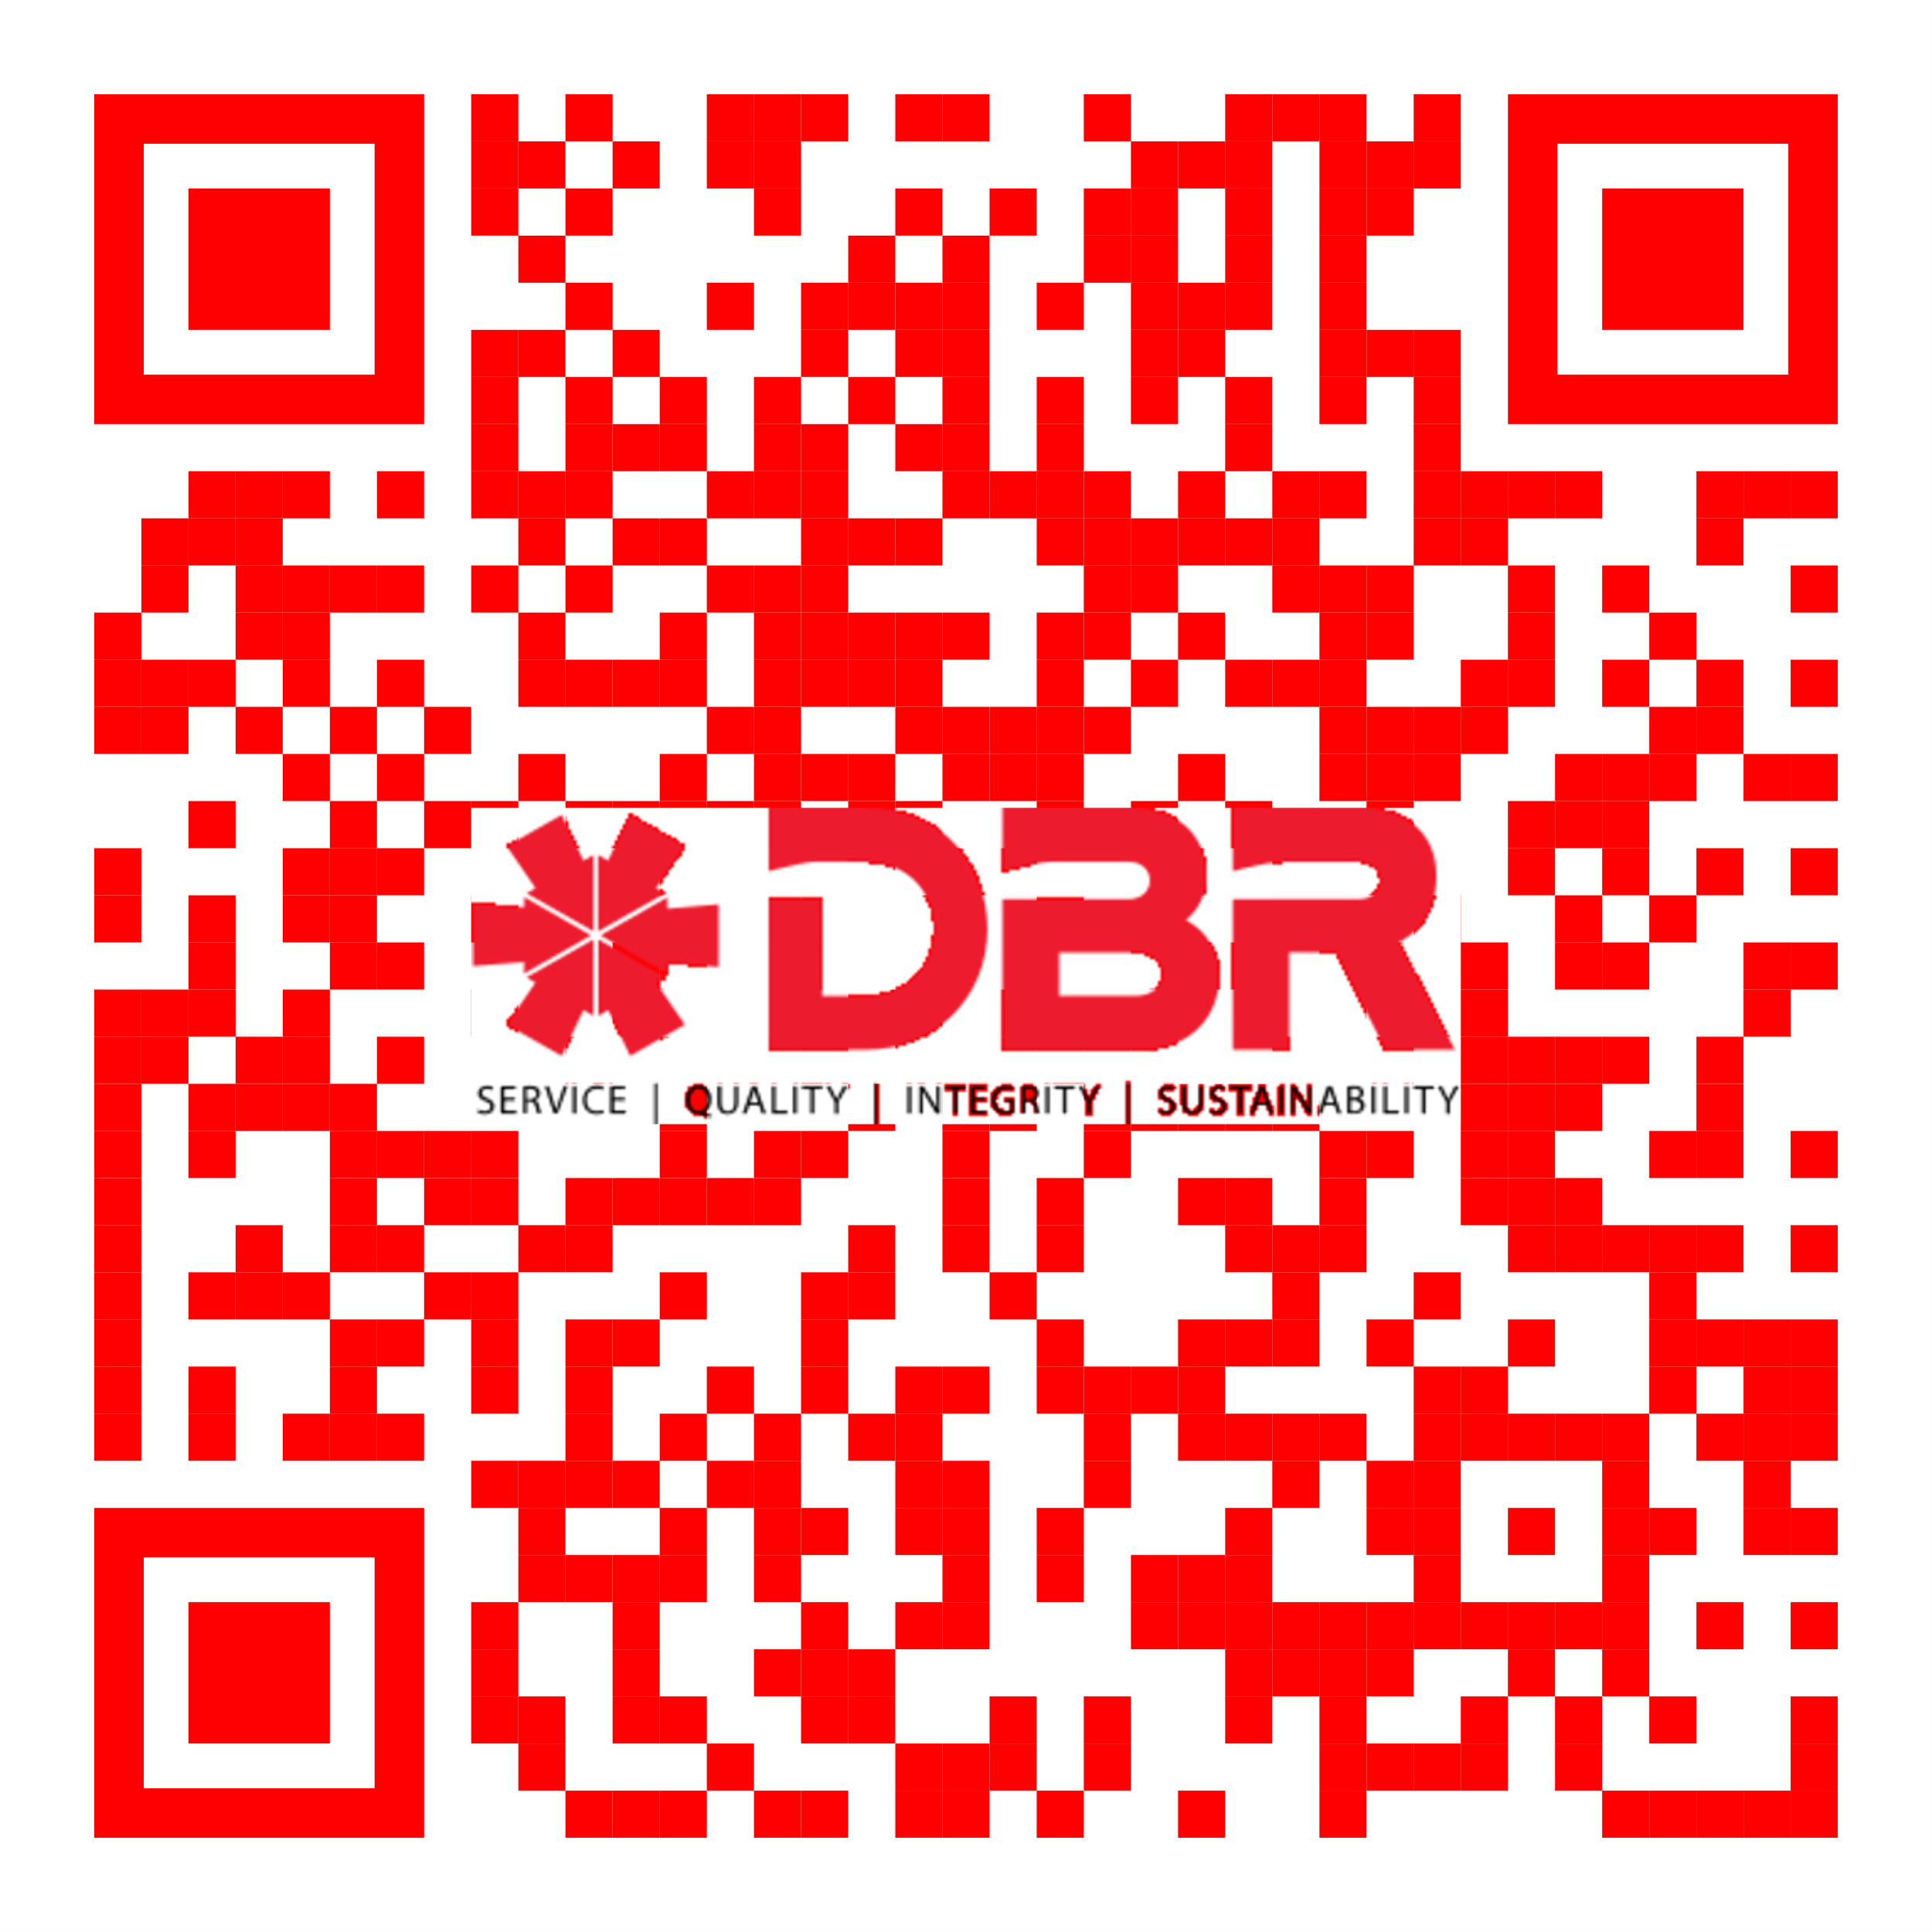 DBR
SERVICE | QUALITY | INTEGRITY | SUSTAINABILITY